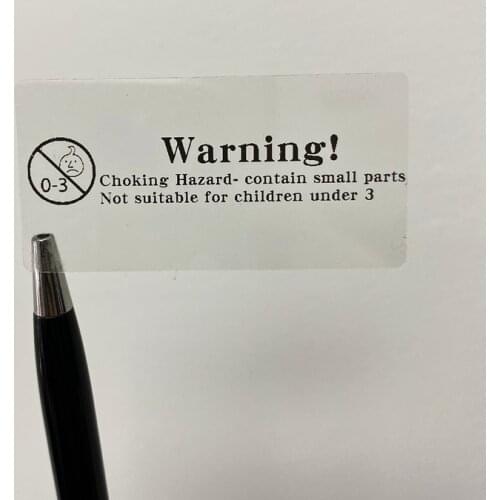 Warning!
0-3
Choking Hazard- contain small parts
Not suitable for children under 3